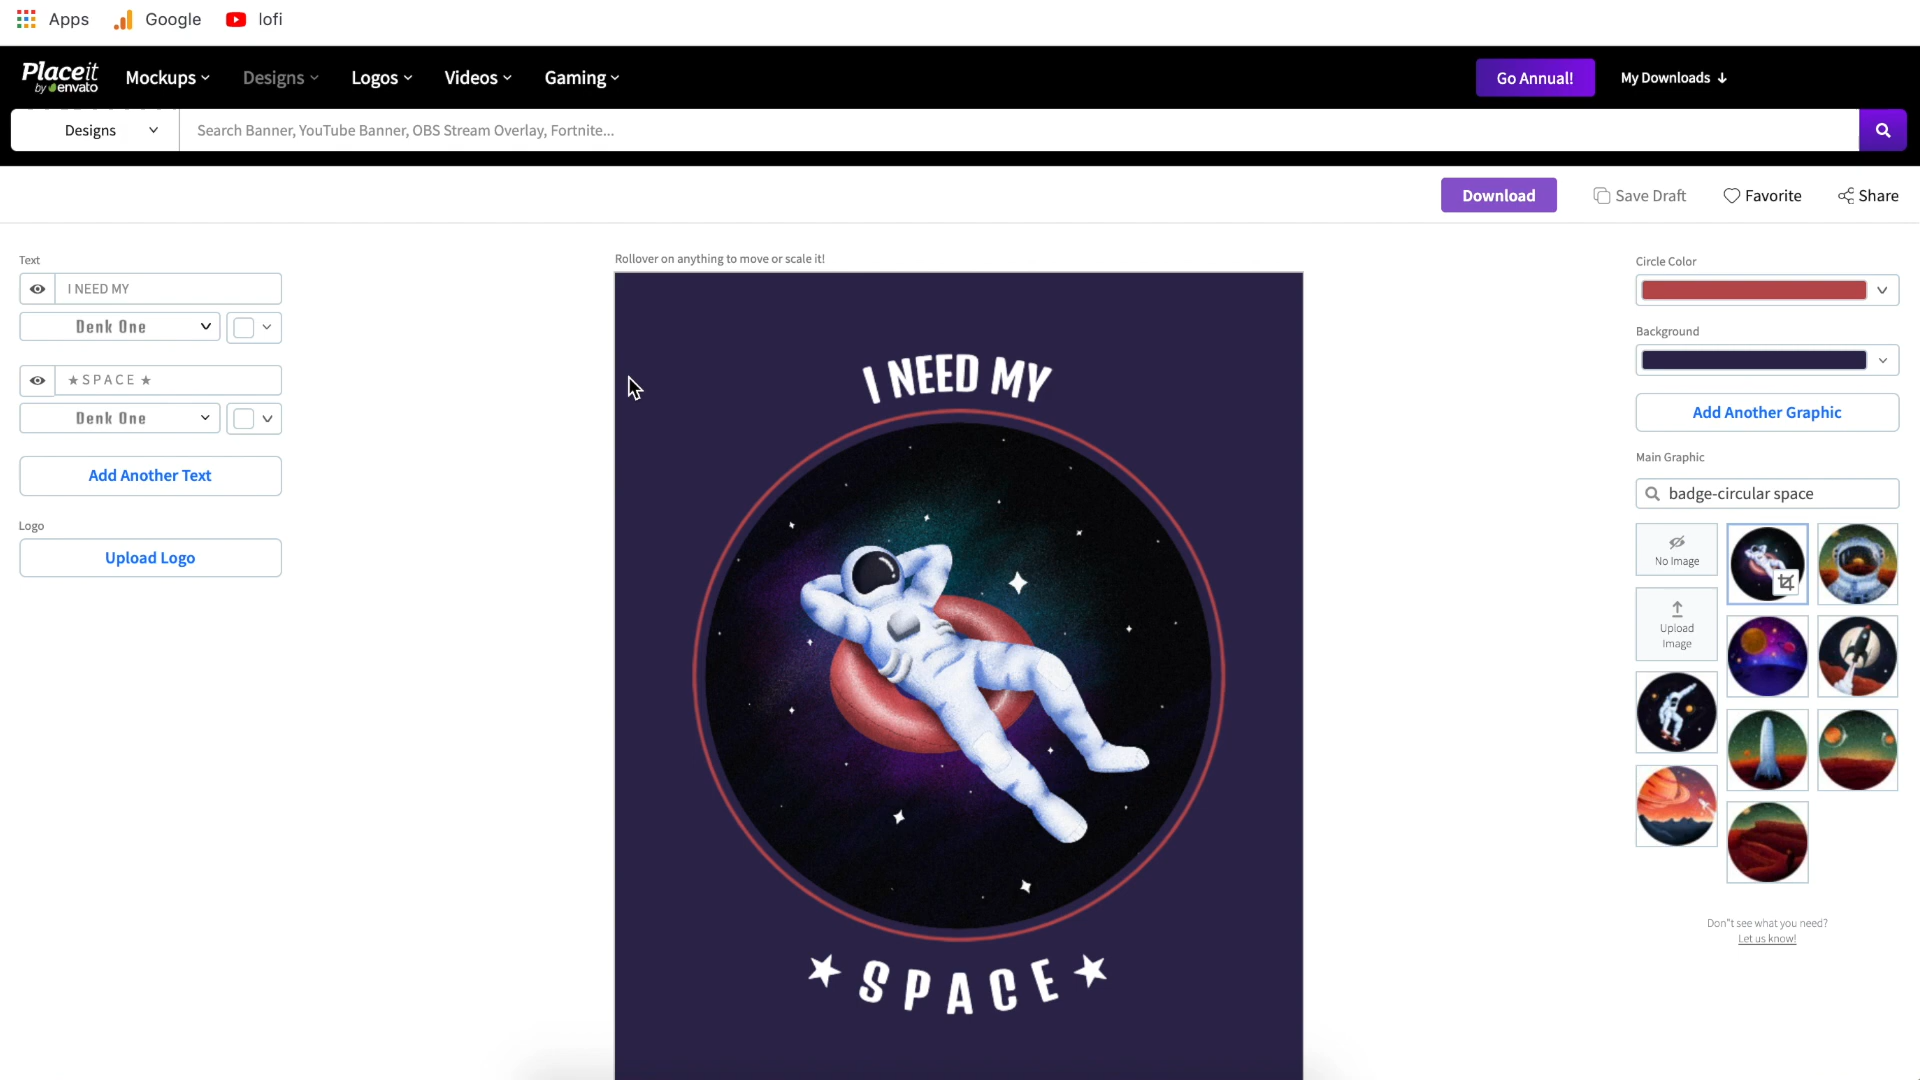 Apps Google lofi
Placeit by envato Mockups Designs Logos Videos Gaming Go Annual! My Downloads
Designs Search Banner, YouTube Banner, OBS Stream Overlay, Fortnite...
Download Save Draft Favorite Share
Text
I NEED MY
Denk One
★ S P A C E ★
Denk One
Add Another Text
Logo
Upload Logo
Rollover on anything to move or scale it!
I NEED MY
★ SPACE ★
Circle Color
Background
Add Another Graphic
Main Graphic
badge-circular space
No Image
Upload
Image
Don"t see what you need?
Let us know!